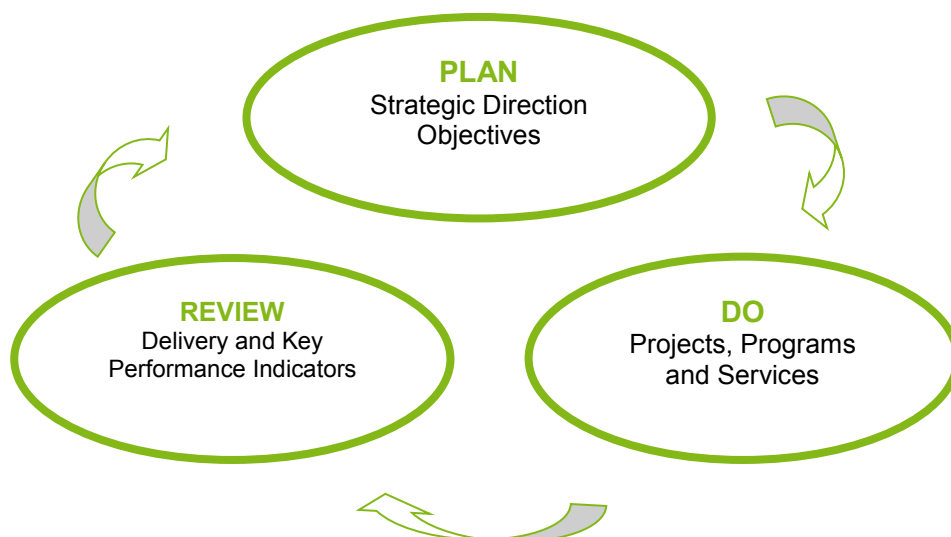 PLAN
Strategic Direction
Objectives
REVIEW
Delivery and Key
Performance Indicators
DO
Projects, Programs
and Services